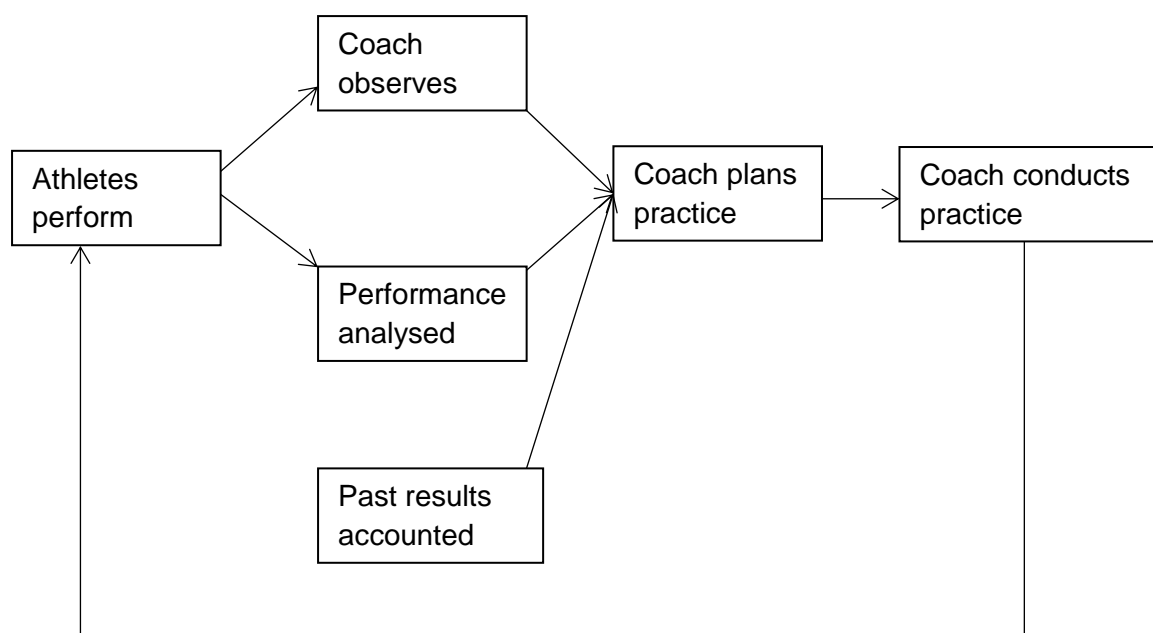 Coach
observes
Athletes
perform
Performance
analysed
Past results
accounted
Coach plans
practice
Coach conducts
practice